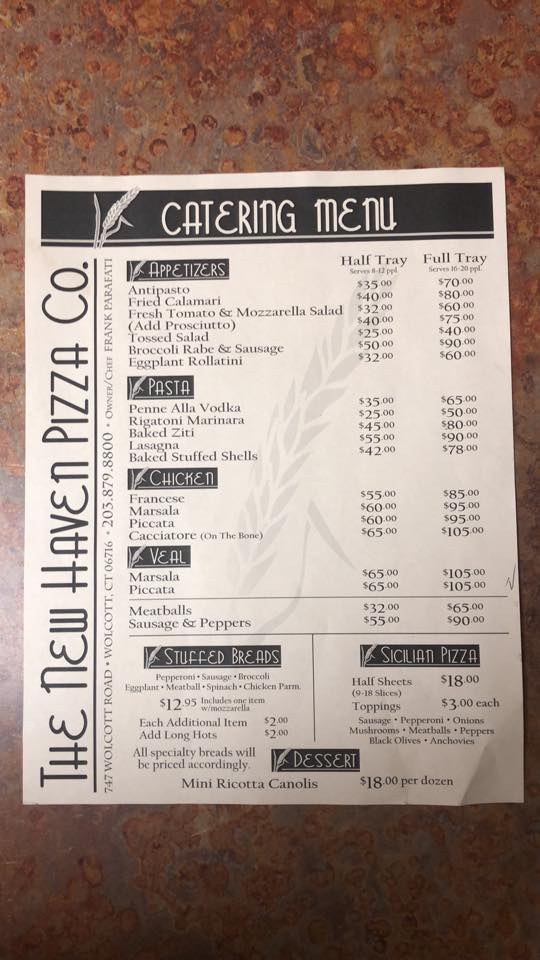 CATERING MENU
THE NEW HAVEN PIZZA CO.
747 WOLCOTT ROAD • WOLCOTT, CT 06716 • 203.879.8800 • OWNER/CHEF FRANK PARAFATI
Half Tray Full Tray
Serves 8-12 ppl. Serves 16-20 ppl.
APPETIZERS
Antipasto $35.00 $70.00
Fried Calamari $40.00 $80.00
Fresh Tomato & Mozzarella Salad $32.00 $60.00
(Add Prosciutto) $40.00 $75.00
Tossed Salad $25.00 $40.00
Broccoli Rabe & Sausage $50.00 $90.00
Eggplant Rollatini $32.00 $60.00
PASTA
Penne Alla Vodka $35.00 $65.00
Rigatoni Marinara $25.00 $50.00
Baked Ziti $45.00 $80.00
Lasagna $55.00 $90.00
Baked Stuffed Shells $42.00 $78.00
CHICKEN
Francese $55.00 $85.00
Marsala $60.00 $95.00
Piccata $60.00 $95.00
Cacciatore (On The Bone) $65.00 $105.00
VEAL
Marsala $65.00 $105.00
Piccata $65.00 $105.00
Meatballs $32.00 $65.00
Sausage & Peppers $55.00 $90.00
STUFFED BREADS
Pepperoni • Sausage • Broccoli
Eggplant • Meatball • Spinach • Chicken Parm.
$12.95 Includes one item
w/mozzarella
Each Additional Item $2.00
Add Long Hots $2.00
All specialty breads will
be priced accordingly.
SICILIAN PIZZA
Half Sheets $18.00
(9-18 Slices)
Toppings $3.00 each
Sausage • Pepperoni • Onions
Mushrooms • Meatballs • Peppers
Black Olives • Anchovies
DESSERT
Mini Ricotta Canolis $18.00 per dozen